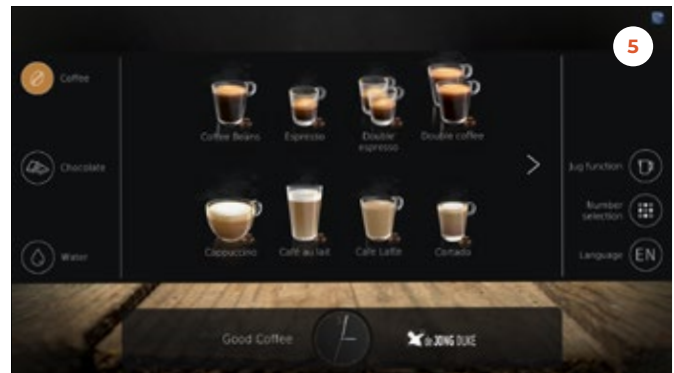 5
Coffee
Chocolate
Water
Coffee Beans
Espresso
Double
espresso
Double coffee
Cappuccino
Café au lait
Cafe Latin
Cortado
Jug function
Number
selection
Language
EN
Good Coffee
de JONG DUKE